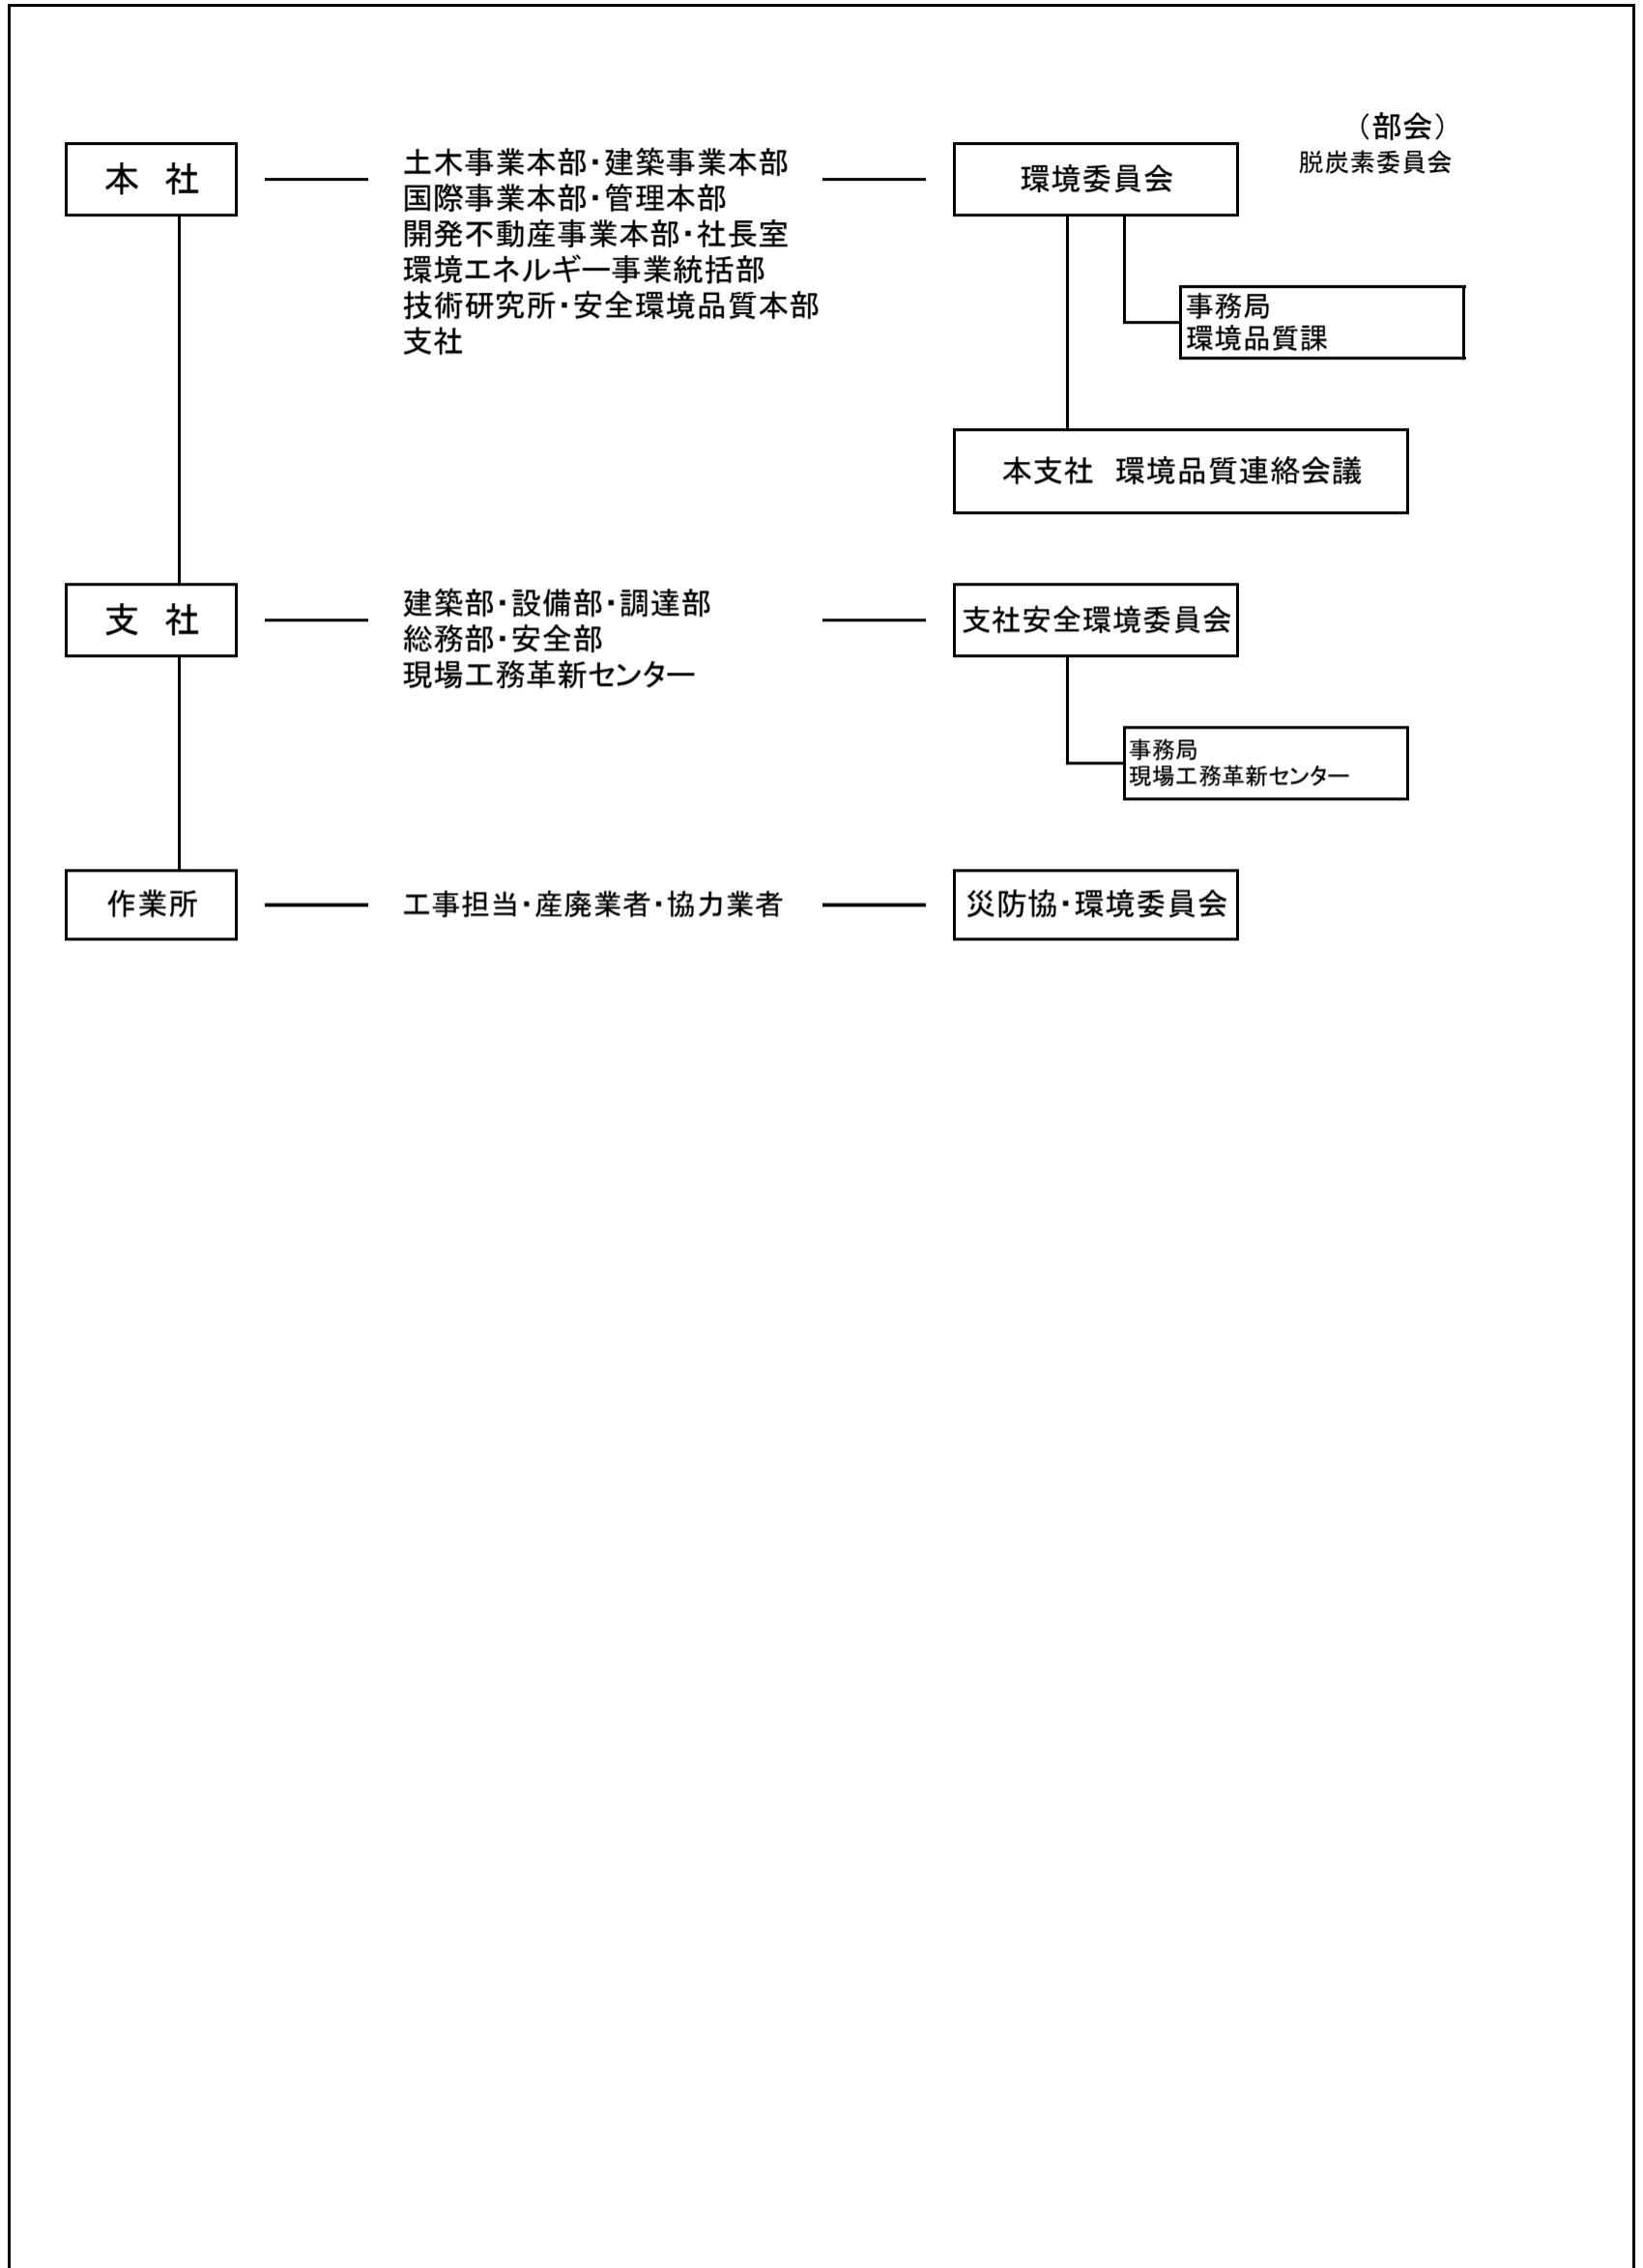 （部会）
本　社
土木事業本部・建築事業本部
環境委員会
脱炭素委員会
国際事業本部・管理本部
開発不動産事業本部・社長室
環境エネルギー事業統括部
技術研究所・安全環境品質本部
支社
事務局
環境品質課
本支社　環境品質連絡会議
支　社
建築部・設備部・調達部
総務部・安全部
現場工務革新センター
支社安全環境委員会
事務局
現場工務革新センター
作業所
工事担当・産廃業者・協力業者
災防協・環境委員会